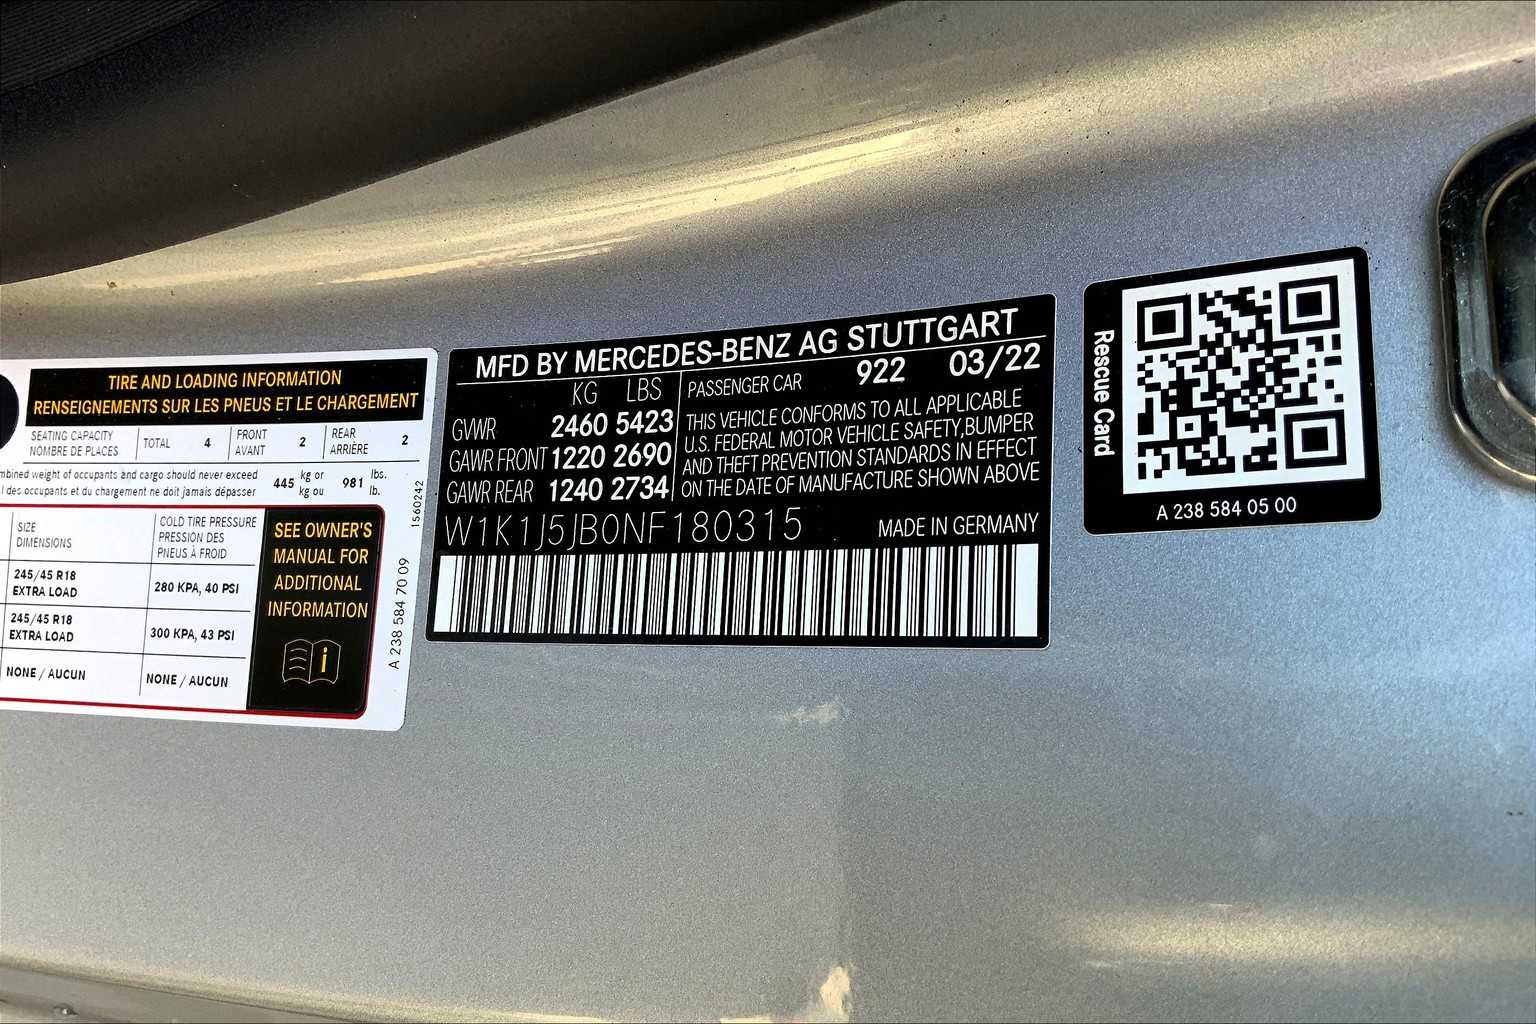 TIRE AND LOADING INFORMATION
RENSEIGNEMENTS SUR LES PNEUS ET LE CHARGEMENT
SEATING CAPACITY
NOMBRE DE PLACES
TOTAL 4
FRONT
AVANT
2
REAR
ARRIÈRE
2
weight of occupants and cargo should never exceed
des occupants et du chargement ne doit jamais dépasser
445 kg or
kg ou
981 lbs.
lb.
SIZE
DIMENSIONS
COLD TIRE PRESSURE
PRESSION DES
PNEUS À FROID
245/45 R18
EXTRA LOAD
280 KPA, 40 PSI
245/45 R18
EXTRA LOAD
300 KPA, 43 PSI
NONE / AUCUN
NONE / AUCUN
SEE OWNER'S
MANUAL FOR
ADDITIONAL
INFORMATION
i
1560242
A 238 584 70 09
MFD BY MERCEDES-BENZ AG STUTTGART
KG LBS
GVWR 2460 5423
GAWR FRONT 1220 2690
GAWR REAR 1240 2734
PASSENGER CAR 922 03/22
THIS VEHICLE CONFORMS TO ALL APPLICABLE
U.S. FEDERAL MOTOR VEHICLE SAFETY,BUMPER
AND THEFT PREVENTION STANDARDS IN EFFECT
ON THE DATE OF MANUFACTURE SHOWN ABOVE
W1K1J5JB0NF180315
MADE IN GERMANY
Rescue Card
A 238 584 05 00